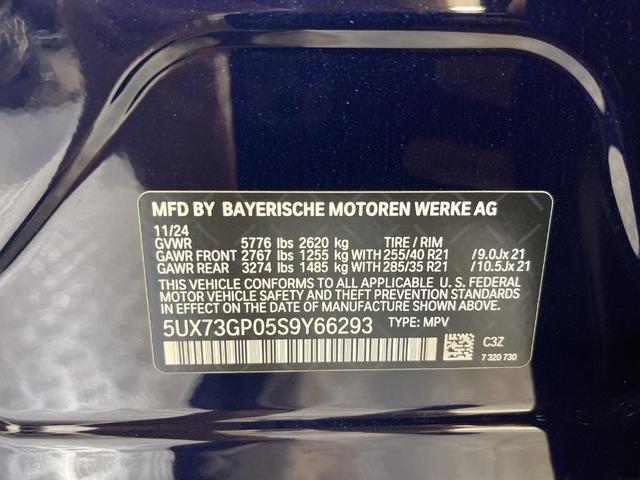 MFD BY BAYERISCHE MOTOREN WERKE AG
11/24
GVWR 5776 lbs 2620 kg TIRE / RIM
GAWR FRONT 2767 lbs 1255 kg WITH 255/40 R21 /9.0Jx21
GAWR REAR 3274 lbs 1485 kg WITH 285/35 R21 /10.5Jx21
THIS VEHICLE CONFORMS TO ALL APPLICABLE U. S. FEDERAL
MOTOR VEHICLE SAFETY AND THEFT PREVENTION STANDARDS
IN EFFECT ON THE DATE OF MANUFACTURE SHOWN ABOVE.
5UX73GP05S9Y66293 TYPE: MPV
C3Z
7 320 730